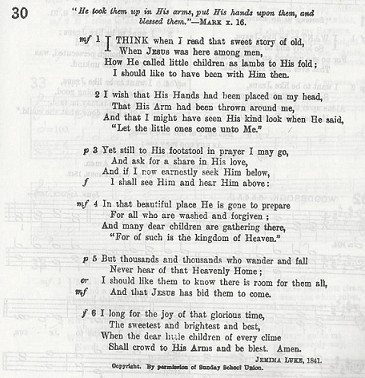 30
"He took them up in His arms, put His hands upon them, and
blessed them."—MARK x. 16.
mf 1 I THINK when I read that sweet story of old,
When JESUS was here among men,
How He called little children as lambs to His fold;
I should like to have been with Him then.
2 I wish that His Hands had been placed on my head,
That His Arm had been thrown around me,
And that I might have seen His kind look when He said,
"Let the little ones come unto Me."
p 3 Yet still to His footstool in prayer I may go,
And ask for a share in His love,
And if I now earnestly seek Him below,
f I shall see Him and hear Him above:
mf 4 In that beautiful place He is gone to prepare
For all who are washed and forgiven;
And many dear children are gathering there,
"For of such is the kingdom of Heaven."
p 5 But thousands and thousands who wander and fall
Never hear of that Heavenly Home;
cr I should like them to know there is room for them all,
mf And that JESUS has bid them to come.
f 6 I long for the joy of that glorious time,
The sweetest and brightest and best,
When the dear little children of every clime
Shall crowd to His Arms and be blest. Amen.
JEMIMA LUKE, 1841.
Copyright. By permission of Sunday School Union.